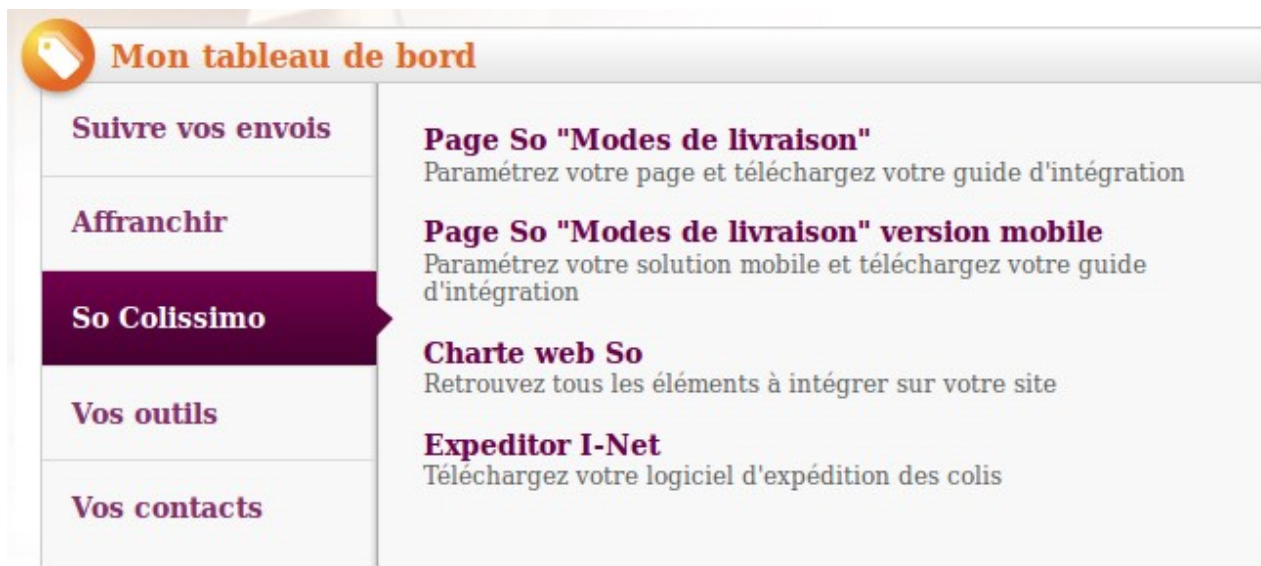 Mon tableau de bord
Suivre vos envois
Affranchir
So Colissimo
Vos outils
Vos contacts
Page So "Modes de livraison"
Paramétrez votre page et téléchargez votre guide d'intégration
Page So "Modes de livraison" version mobile
Paramétrez votre solution mobile et téléchargez votre guide
d'intégration
Charte web So
Retrouvez tous les éléments à intégrer sur votre site
Expeditor I-Net
Téléchargez votre logiciel d'expédition des colis